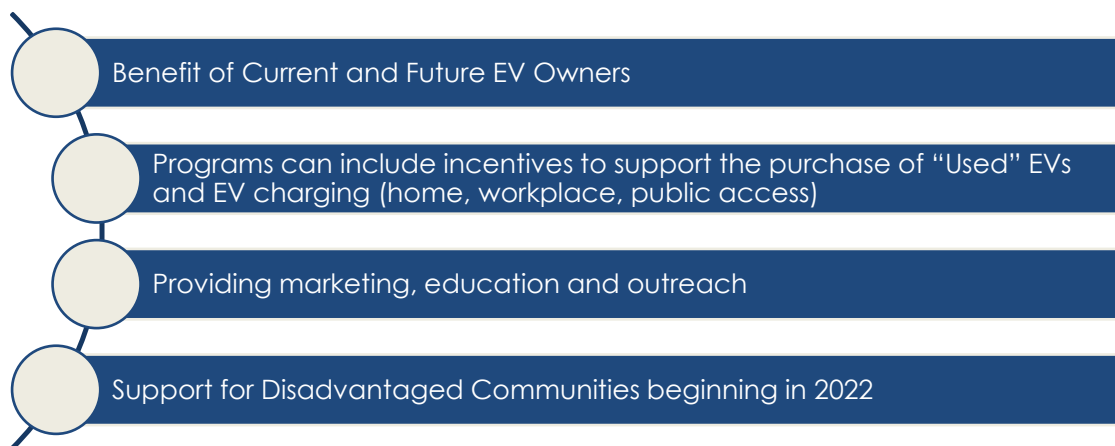 Benefit of Current and Future EV Owners
Programs can include incentives to support the purchase of “Used” EVs
and EV charging (home, workplace, public access)
Providing marketing, education and outreach
Support for Disadvantaged Communities beginning in 2022